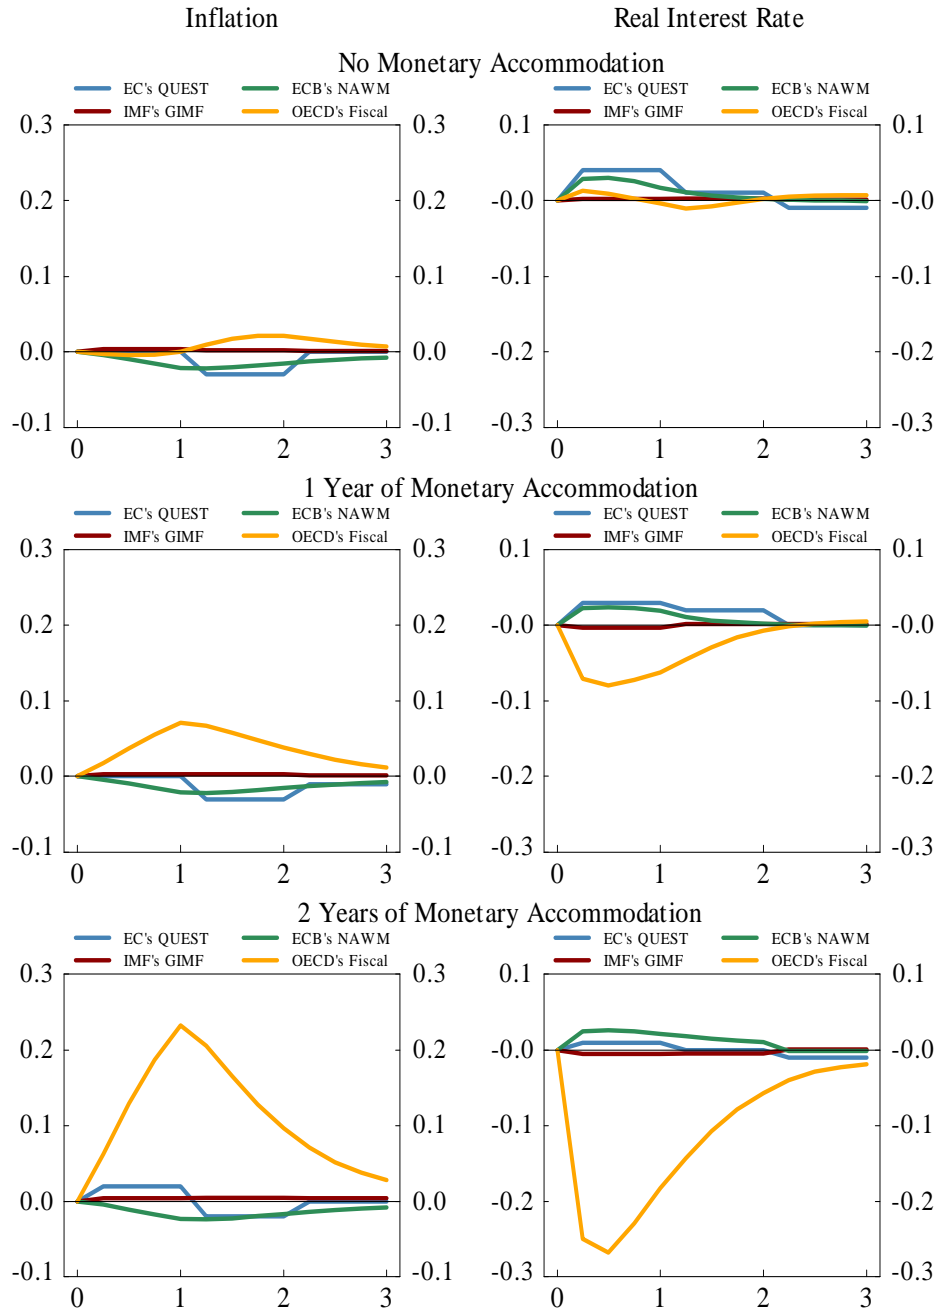 Inflation Real Interest Rate
No Monetary Accommodation
EC's QUEST ECB's NAWM EC's QUEST ECB's NAWM
IMF's GIMF OECD's Fiscal IMF's GIMF OECD's Fiscal
0.3 0.3 0.1 0.1
0.2 0.2 -0.0 -0.0
0.1 0.1 -0.1 -0.1
0.0 0.0 -0.2 -0.2
-0.1 -0.1 -0.3 -0.3
0 1 2 3 0 1 2 3
1 Year of Monetary Accommodation
EC's QUEST ECB's NAWM EC's QUEST ECB's NAWM
IMF's GIMF OECD's Fiscal IMF's GIMF OECD's Fiscal
0.3 0.3 0.1 0.1
0.2 0.2 -0.0 -0.0
0.1 0.1 -0.1 -0.1
0.0 0.0 -0.2 -0.2
-0.1 -0.1 -0.3 -0.3
0 1 2 3 0 1 2 3
2 Years of Monetary Accommodation
EC's QUEST ECB's NAWM EC's QUEST ECB's NAWM
IMF's GIMF OECD's Fiscal IMF's GIMF OECD's Fiscal
0.3 0.3 0.1 0.1
0.2 0.2 -0.0 -0.0
0.1 0.1 -0.1 -0.1
0.0 0.0 -0.2 -0.2
-0.1 -0.1 -0.3 -0.3
0 1 2 3 0 1 2 3